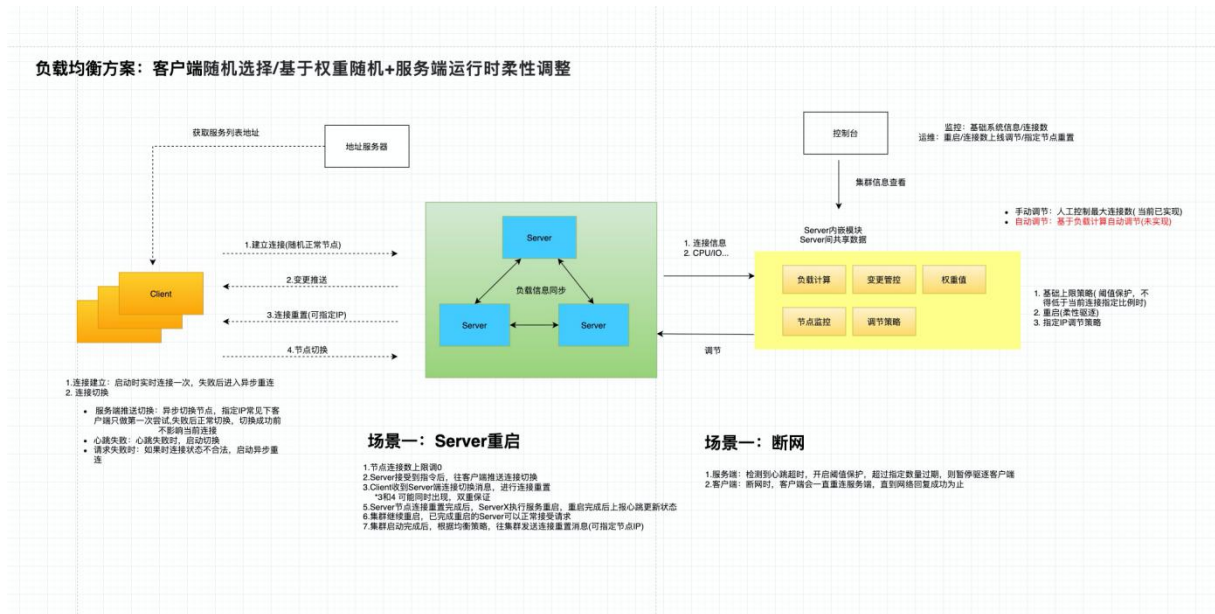 负载均衡方案：客户端随机选择/基于权重随机+服务端运行时柔性调整
获取服务列表地址
地址服务器
控制台
监控：基础系统信息/连接数
运维：重启/连接数上线调节/指定节点重置
集群信息查看
手动调节：人工控制最大连接数( 当前已实现)
自动调节：基于负载计算自动调节(未实现)
Server内嵌模块
Server间共享数据
Client
1.建立连接(随机正常节点)
2.变更推送
3.连接重置(可指定IP)
4.节点切换
Server
负载信息同步
Server
Server
1. 连接信息
2. CPU/IO...
调节
负载计算
变更管控
权重值
节点监控
调节策略
1. 基础上限策略( 阈值保护，不
得低于当前连接指定比例时)
2. 重启(柔性驱逐)
3. 指定IP调节策略
1.连接建立：启动时实时连接一次，失败后进入异步重连
2. 连接切换
服务端推送切换：异步切换节点，指定IP常见下客
户端只做第一次尝试,失败后正常切换，切换成功前
不影响当前连接
心跳失败：心跳失败时，启动切换
请求失败时：如果时连接状态不合法，启动异步重
连
场景一：Server重启
1.节点连接数上限调0
2.Server接受到指令后，往客户端推送连接切换
3.Client收到Server端连接切换消息，进行连接重置
*3和4 可能同时出现，双重保证
5.Server节点连接重置完成后，ServerX执行服务重启，重启完成后上报心跳更新状态
6.集群继续重启，已完成重启的Server可以正常接受请求
7.集群启动完成后，根据均衡策略，往集群发送连接重置消息(可指定节点IP)
场景一：断网
1.服务端：检测到心跳超时，开启阈值保护，超过指定数量过期，则暂停驱逐客户端
2.客户端：断网时，客户端会一直重连服务端，直到网络回复成功为止